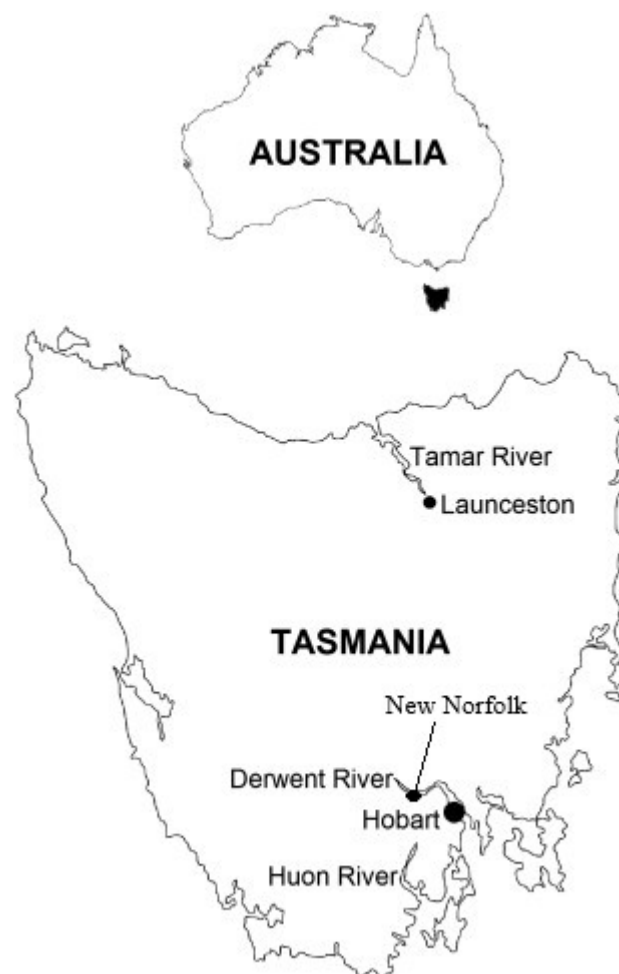 AUSTRALIA
Tamar River
Launceston
TASMANIA
New Norfolk
Derwent River
Hobart
Huon River